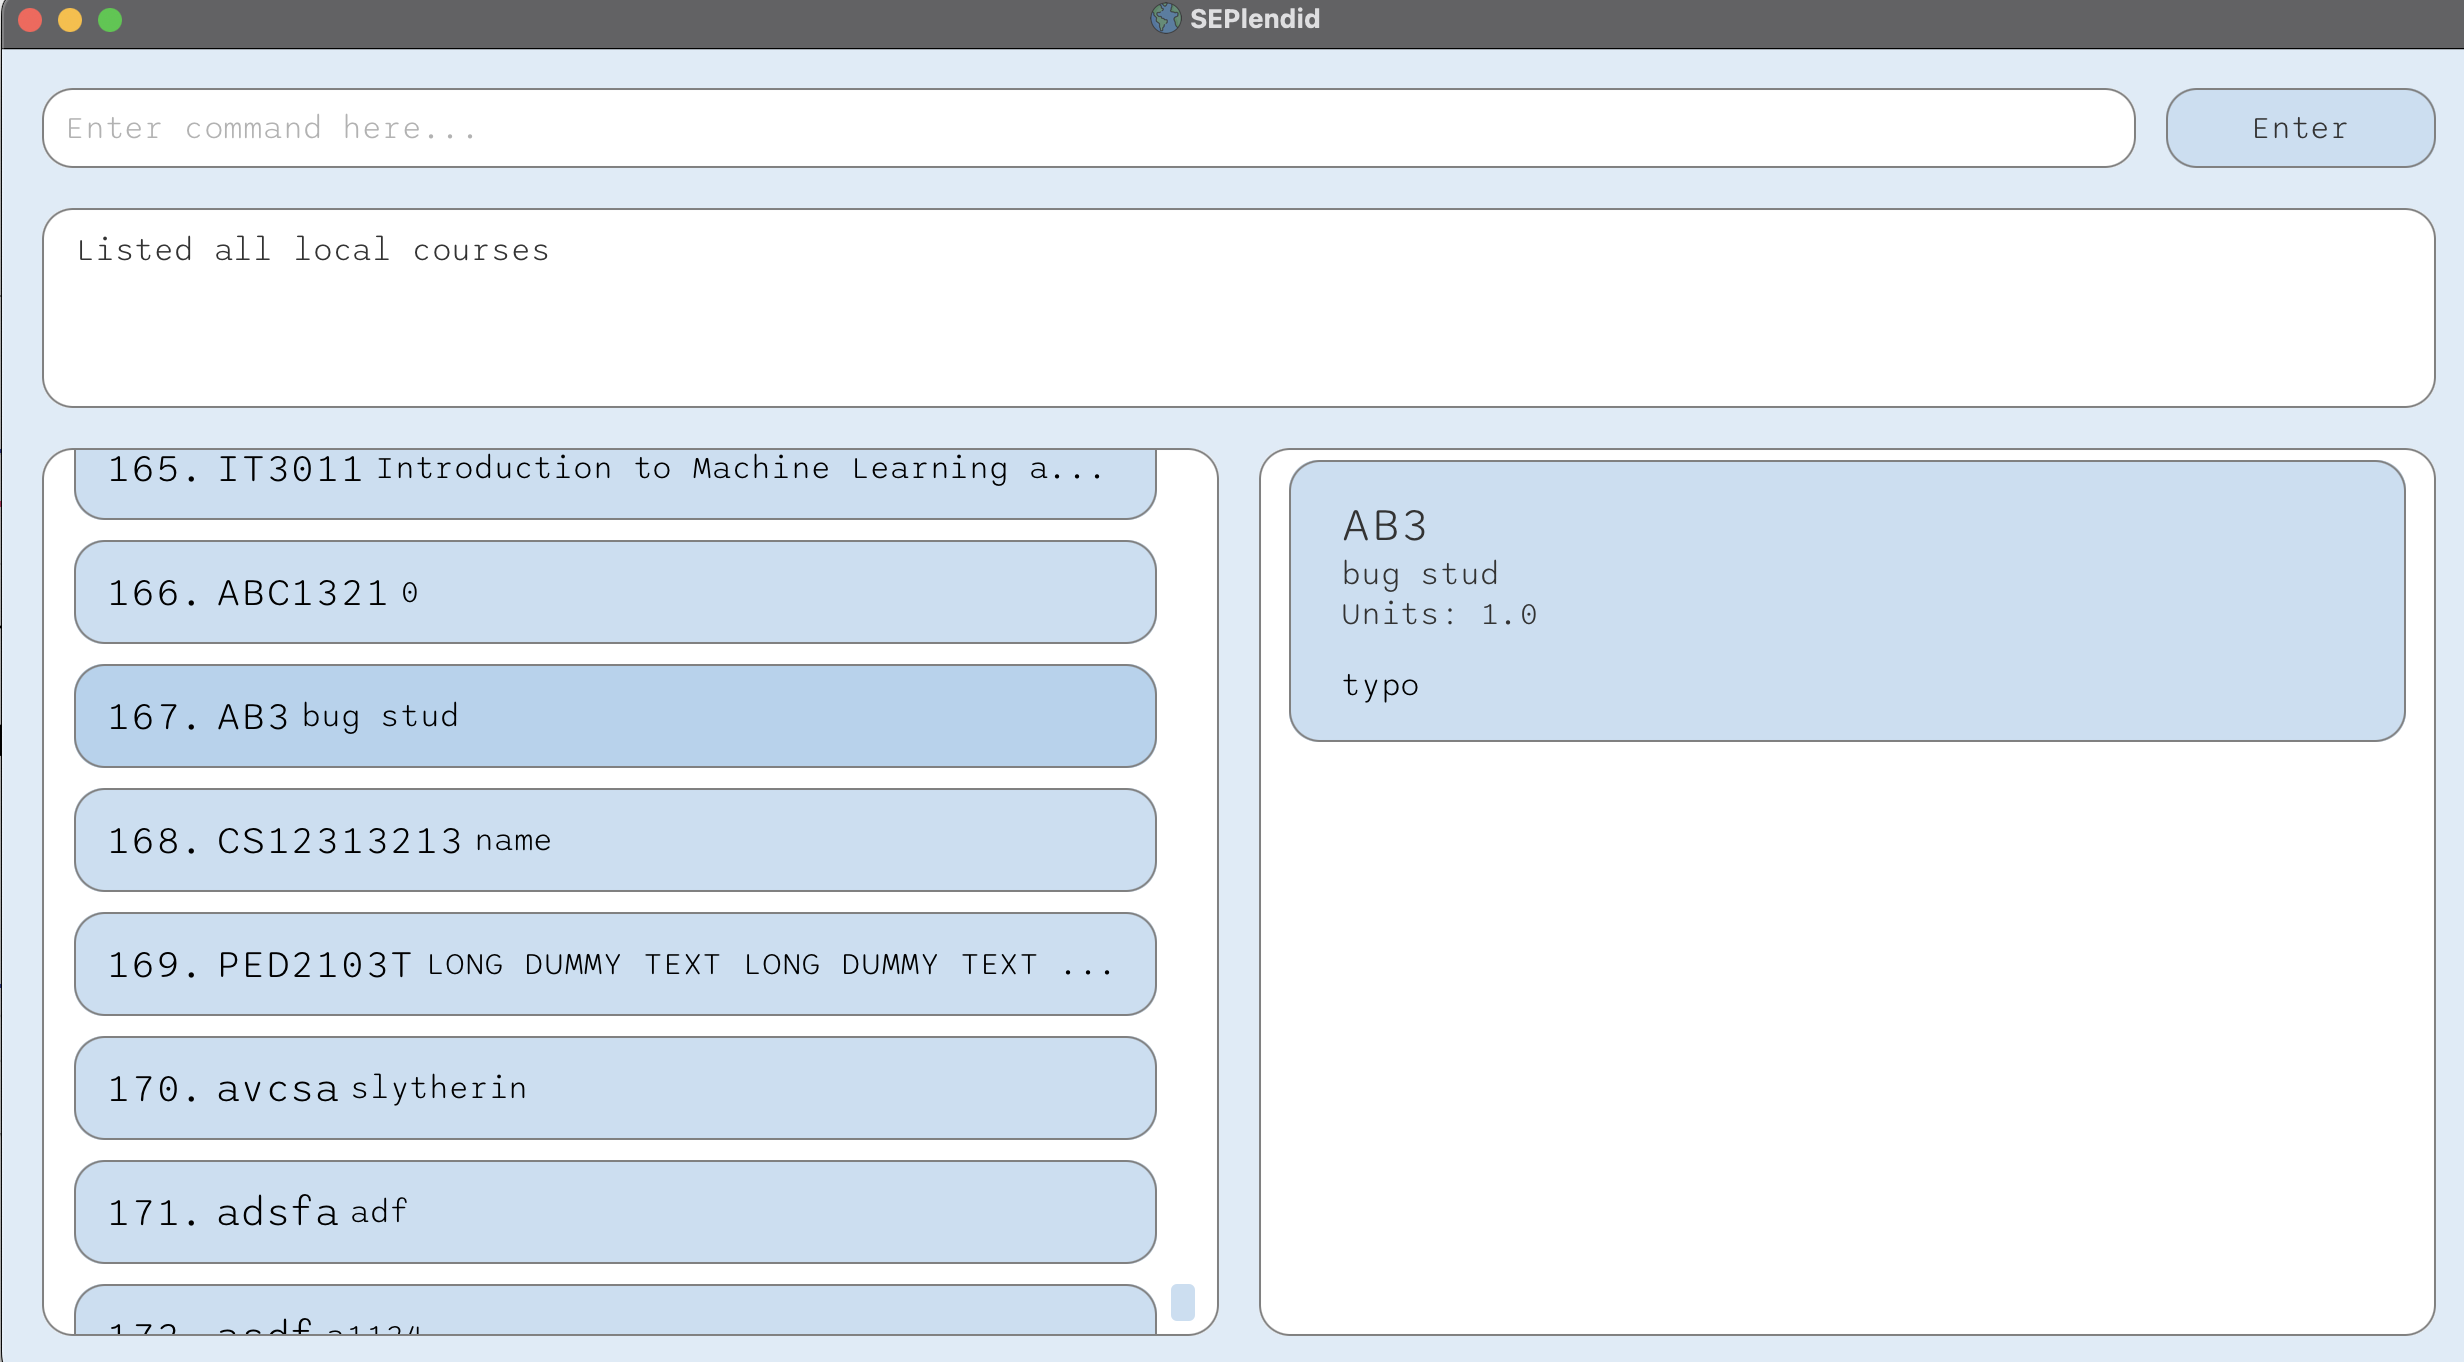 SEPlendid
Enter command here...
Enter
Listed all local courses
165. IT3011 Introduction to Machine Learning a...
166. ABC1321 0
167. AB3 bug stud
168. CS12313213 name
169. PED2103T LONG DUMMY TEXT LONG DUMMY TEXT ...
170. avcsa slytherin
171. adsfa adf
172. asdf
AB3
bug stud
Units: 1.0
typo